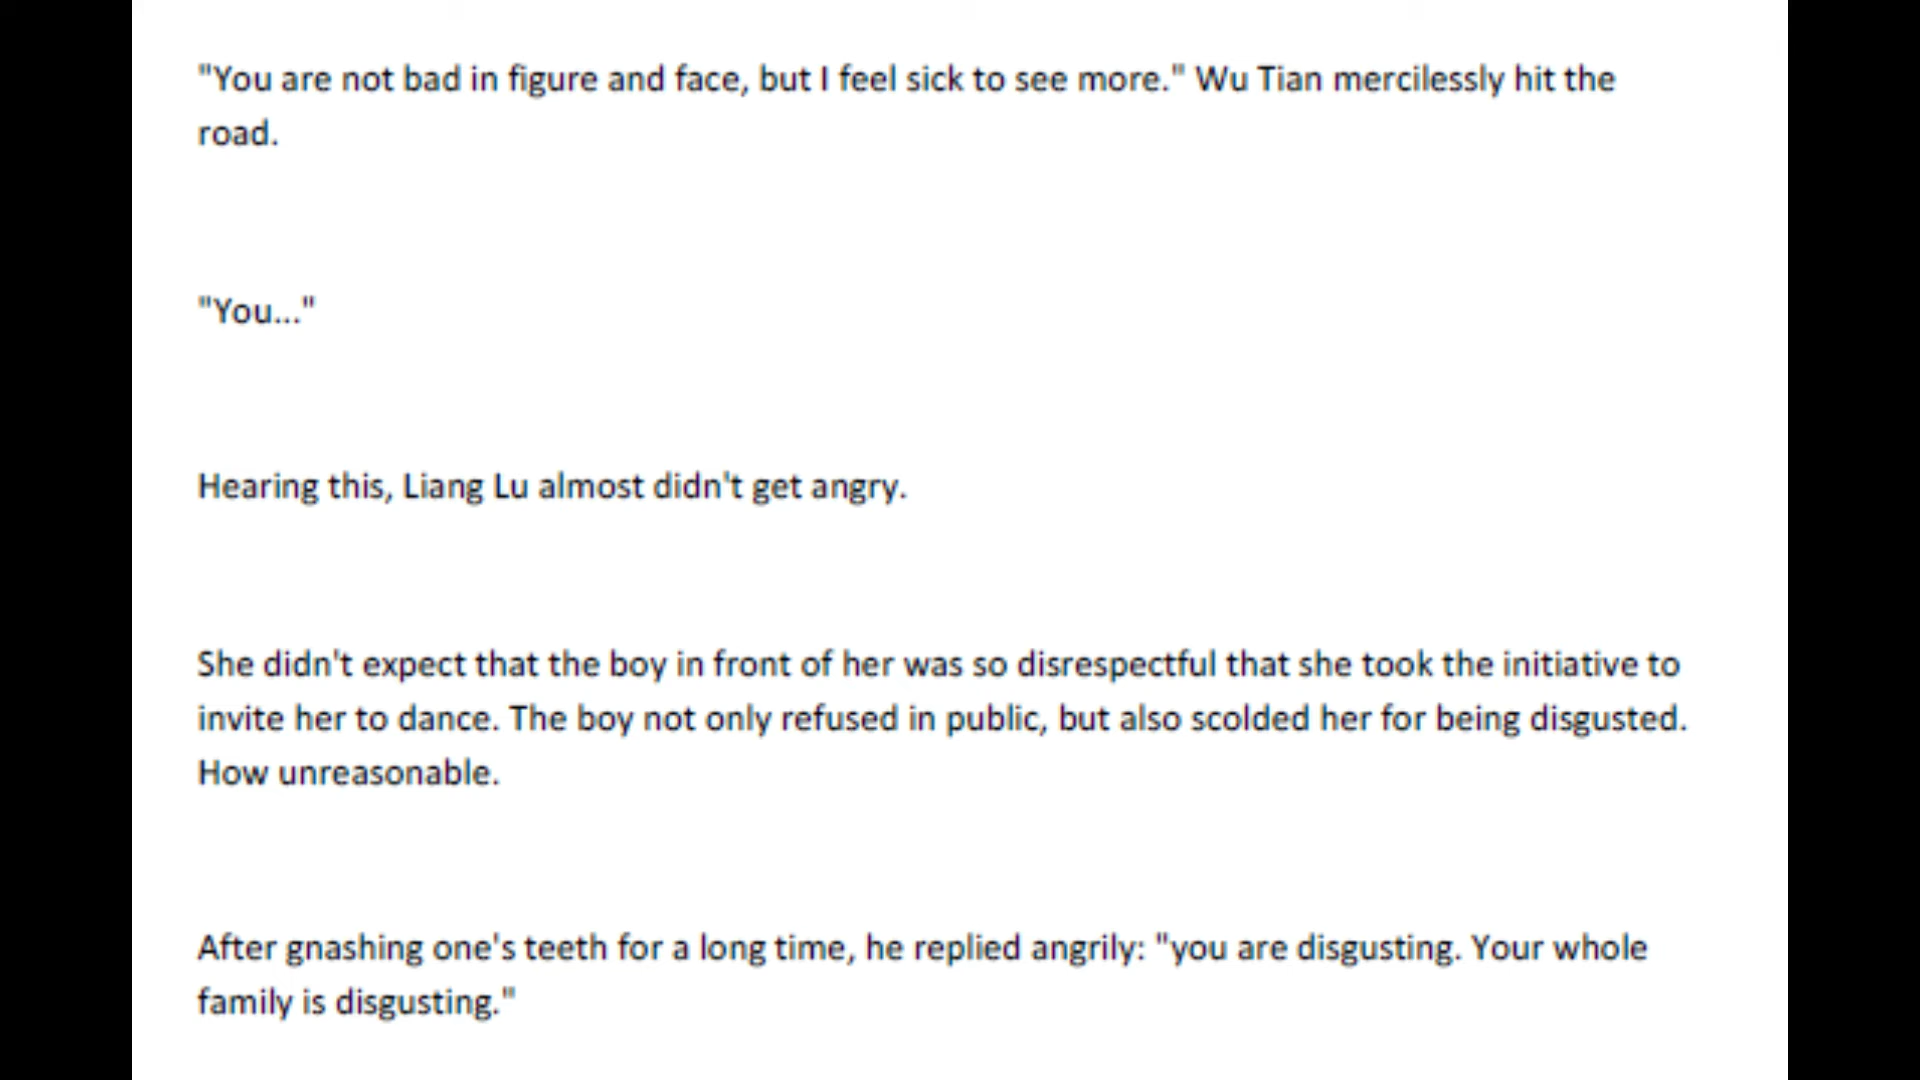 "You are not bad in figure and face, but I feel sick to see more." Wu Tian mercilessly hit the
road.
"You..."
Hearing this, Liang Lu almost didn't get angry.
She didn't expect that the boy in front of her was so disrespectful that she took the initiative to
invite her to dance. The boy not only refused in public, but also scolded her for being disgusted.
How unreasonable.
After gnashing one's teeth for a long time, he replied angrily: "you are disgusting. Your whole
family is disgusting."